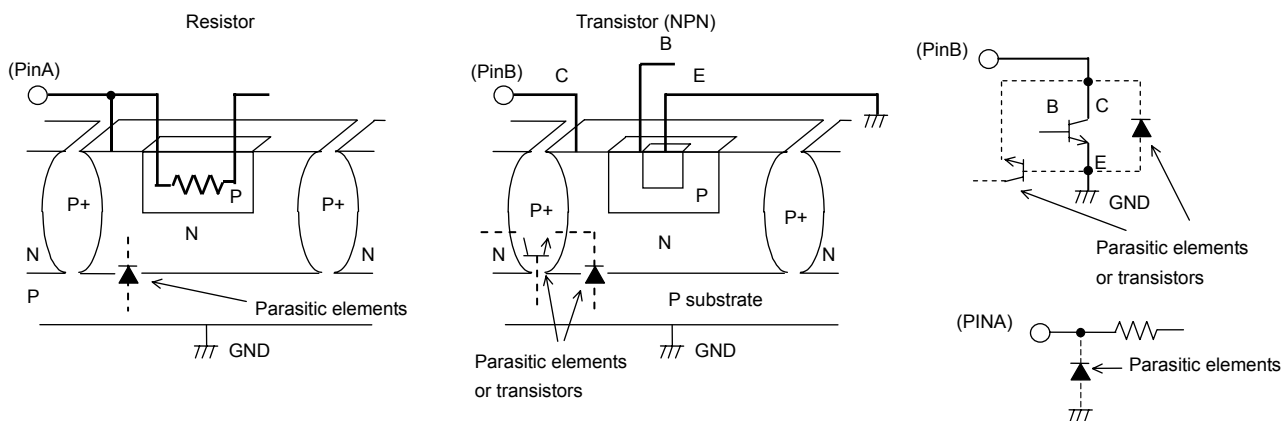 Resistor
(PinA)
P
P+
P+
N
N
N
P
Parasitic elements
GND
Transistor (NPN)
B
(PinB)
C
E
P
P+
P+
N
N
N
P substrate
GND
Parasitic elements
or transistors
(PinB)
B
C
E
GND
Parasitic elements
or transistors
(PINA)
Parasitic elements